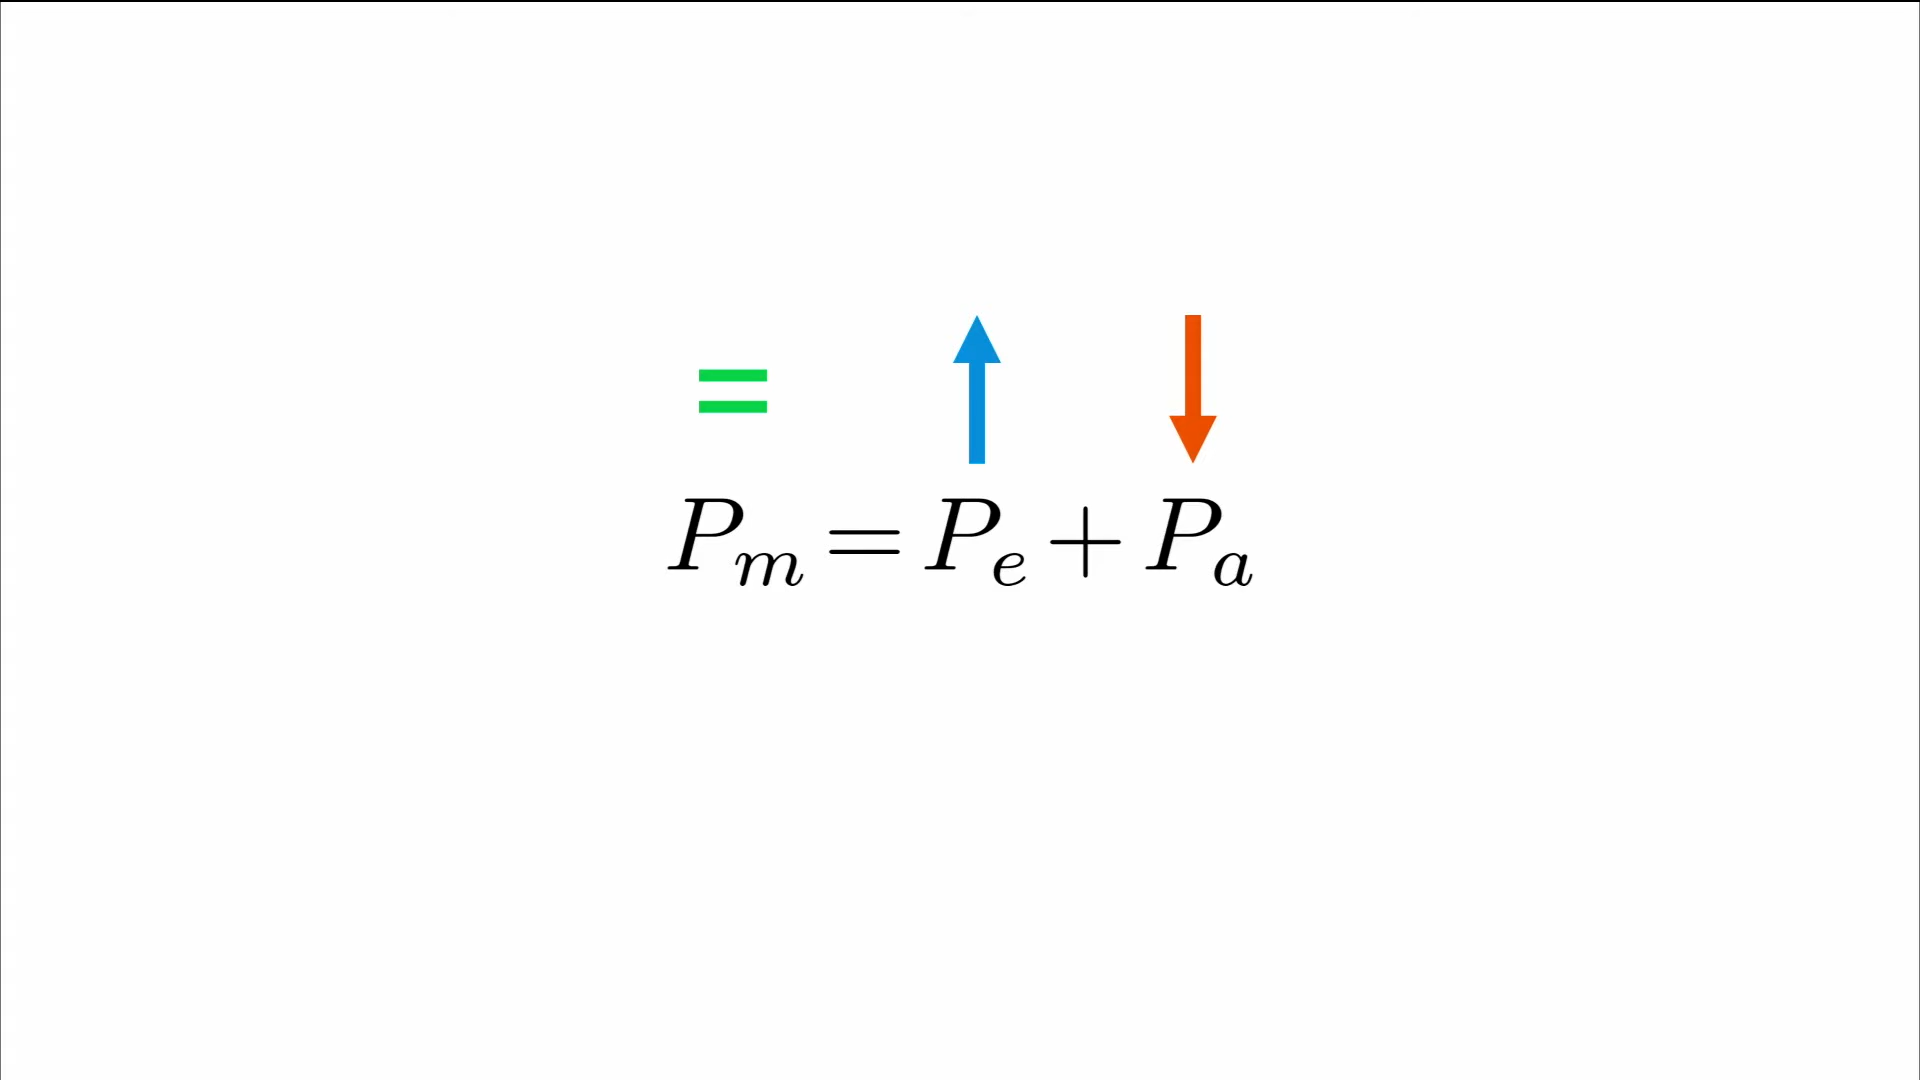 =
P_m = P_e + P_a